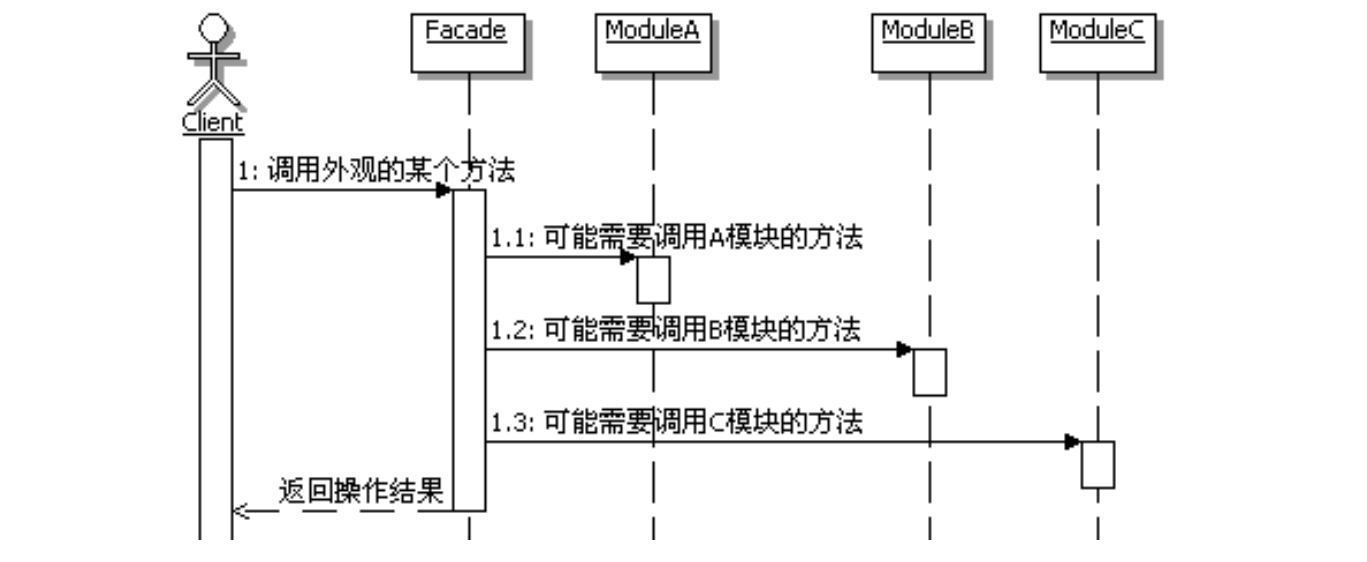 Facade
ModuleA
ModuleB
ModuleC
Client
1: 调用外观的某个方法
1.1: 可能需要调用A模块的方法
1.2: 可能需要调用B模块的方法
1.3: 可能需要调用C模块的方法
返回操作结果